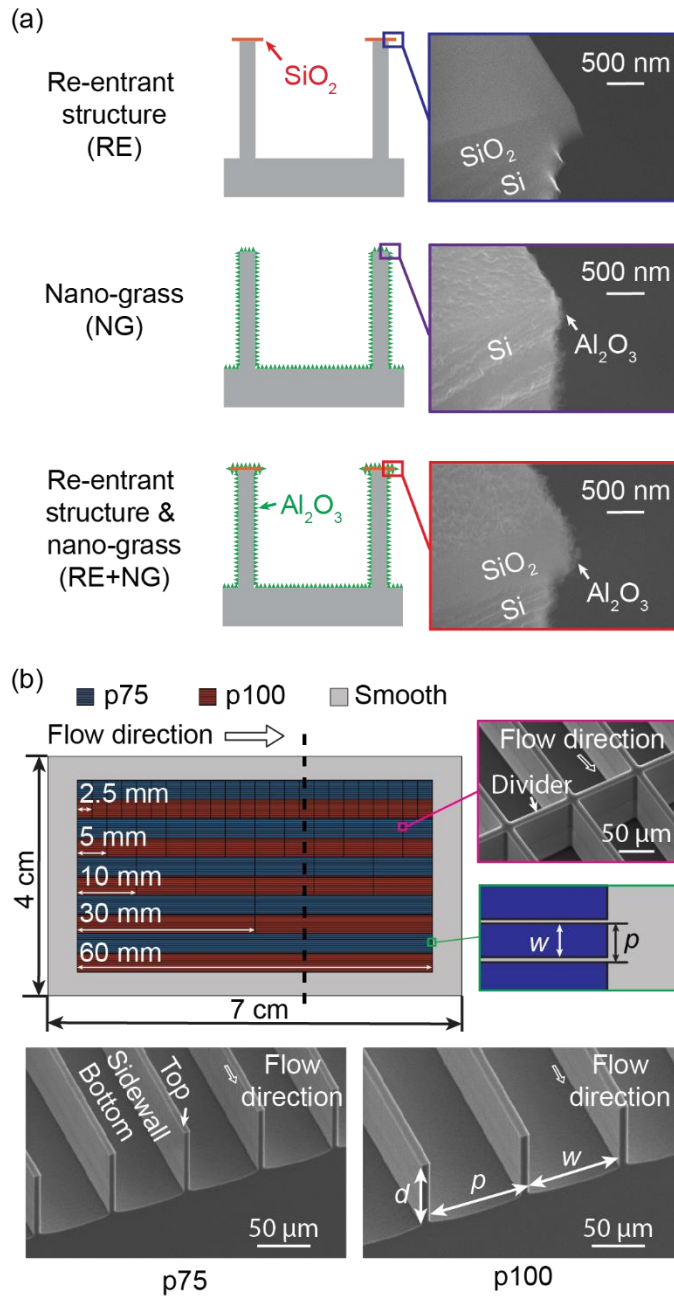 (a)
Re-entrant
structure
(RE)
SiO₂
500 nm
SiO₂
Si
Nano-grass
(NG)
500 nm
Si
Al₂O₃
Re-entrant
structure &
nano-grass
(RE+NG)
Al₂O₃
500 nm
SiO₂
Si
Al₂O₃
(b)
p75
p100
Smooth
Flow direction
2.5 mm
5 mm
10 mm
30 mm
60 mm
4 cm
7 cm
Flow direction
Divider
50 µm
w
p
Top
Sidewall
Bottom
Flow
direction
50 µm
p75
Flow
direction
d
p
w
50 µm
p100